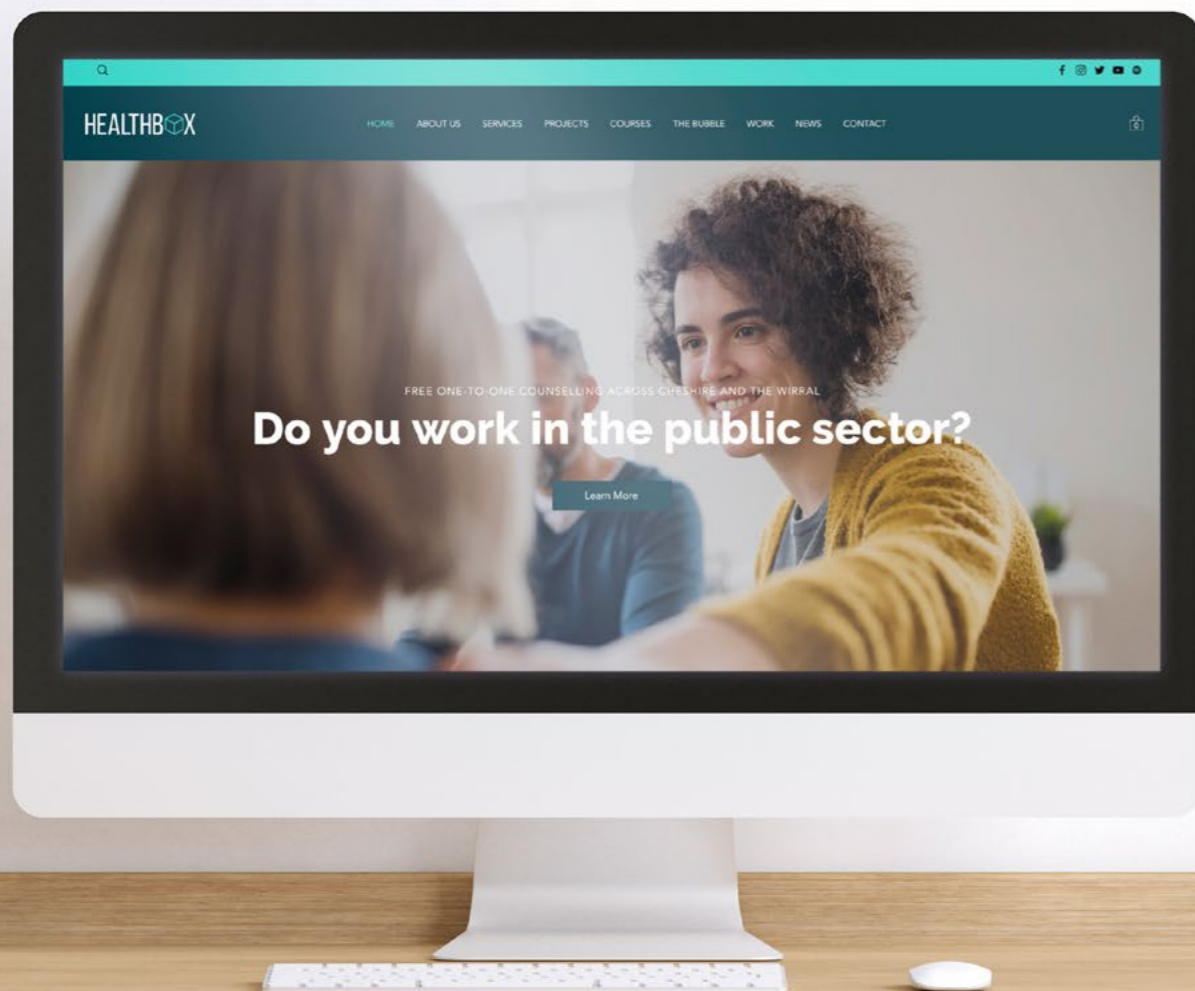 HEALTHBOX
HOME ABOUT US SERVICES PROJECTS COURSES THE BUBBLE WORK NEWS CONTACT
0
FREE ONE-TO-ONE COUNSELLING ACROSS CHESHIRE AND THE WIRRAL
Do you work in the public sector?
Learn More